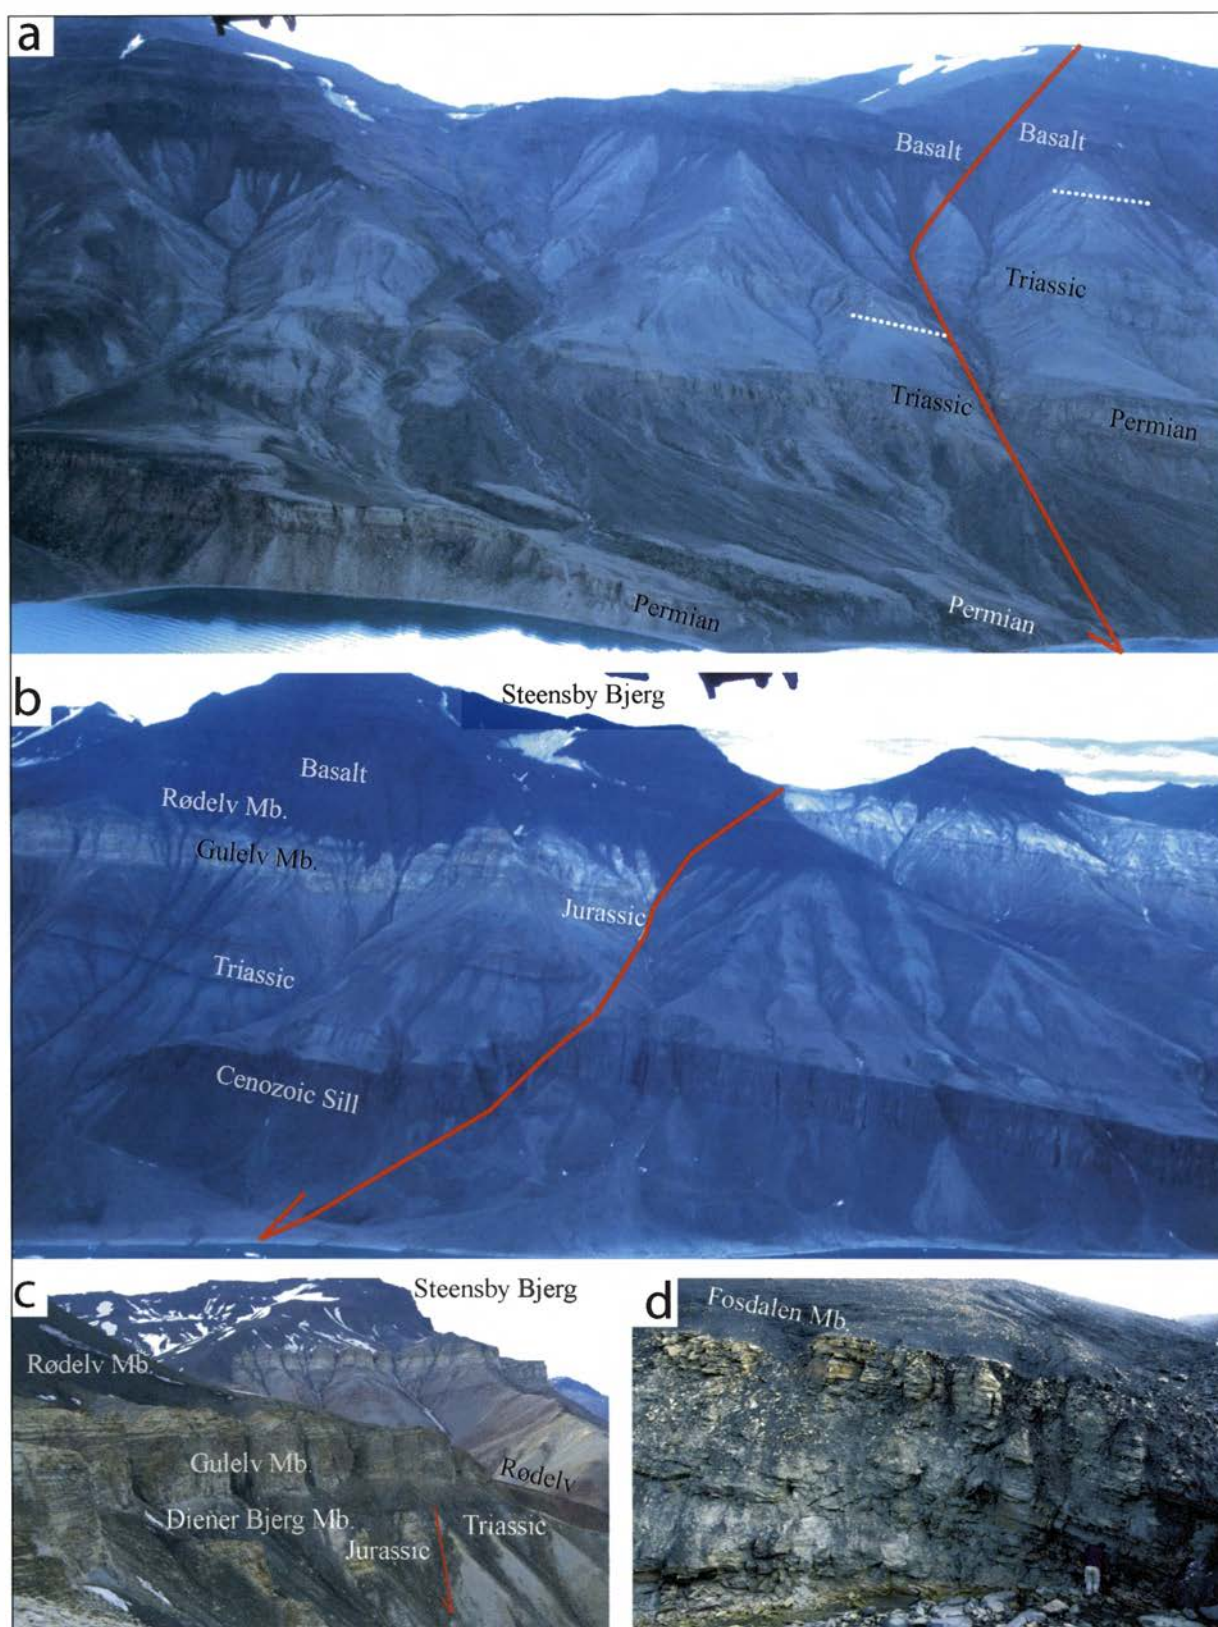 a
Basalt
Basalt
Triassic
Triassic
Permian
Permian
Permian
b
Steensby Bjerg
Basalt
Rødelv Mb.
Gulelv Mb.
Jurassic
Triassic
Cenozoic Sill
c
Steensby Bjerg
Rødelv Mb.
Gulelv Mb.
Rødelv
Diener Bjerg Mb.
Triassic
Jurassic
d
Fosdalen Mb.